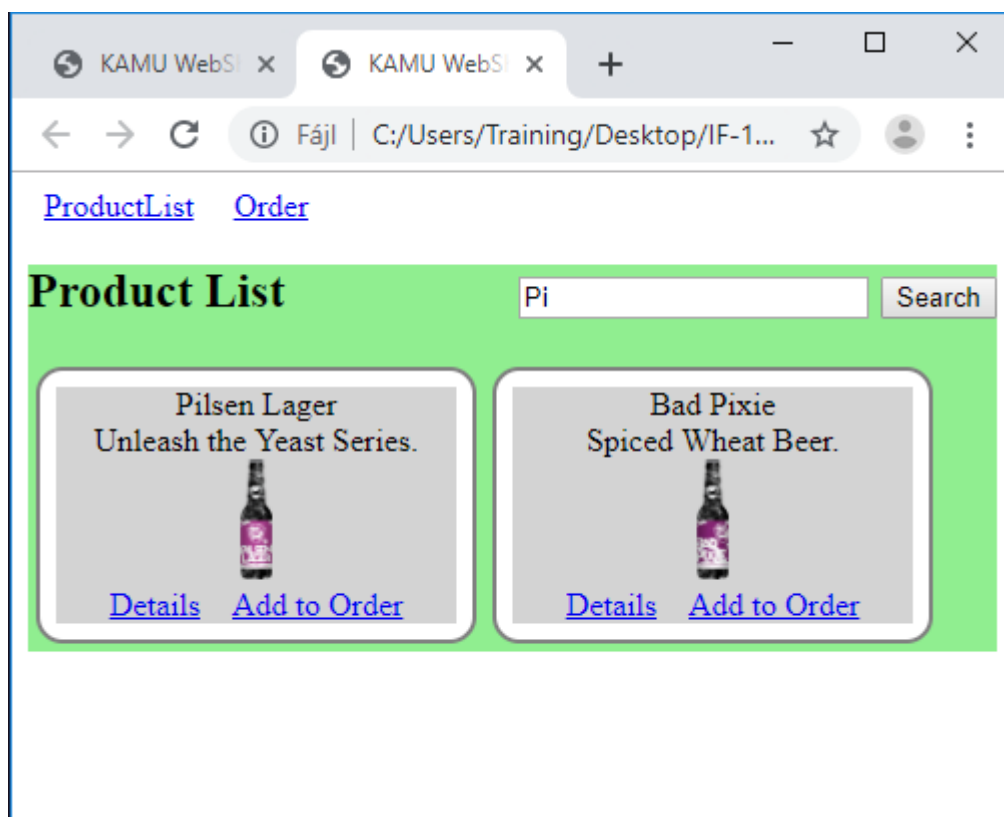 KAMU WebS KAMU WebS
Fájl C:/Users/Training/Desktop/IF-1...
ProductList Order
Product List Pi Search
Pilsen Lager Bad Pixie
Unleash the Yeast Series. Spiced Wheat Beer.
Details Add to Order Details Add to Order